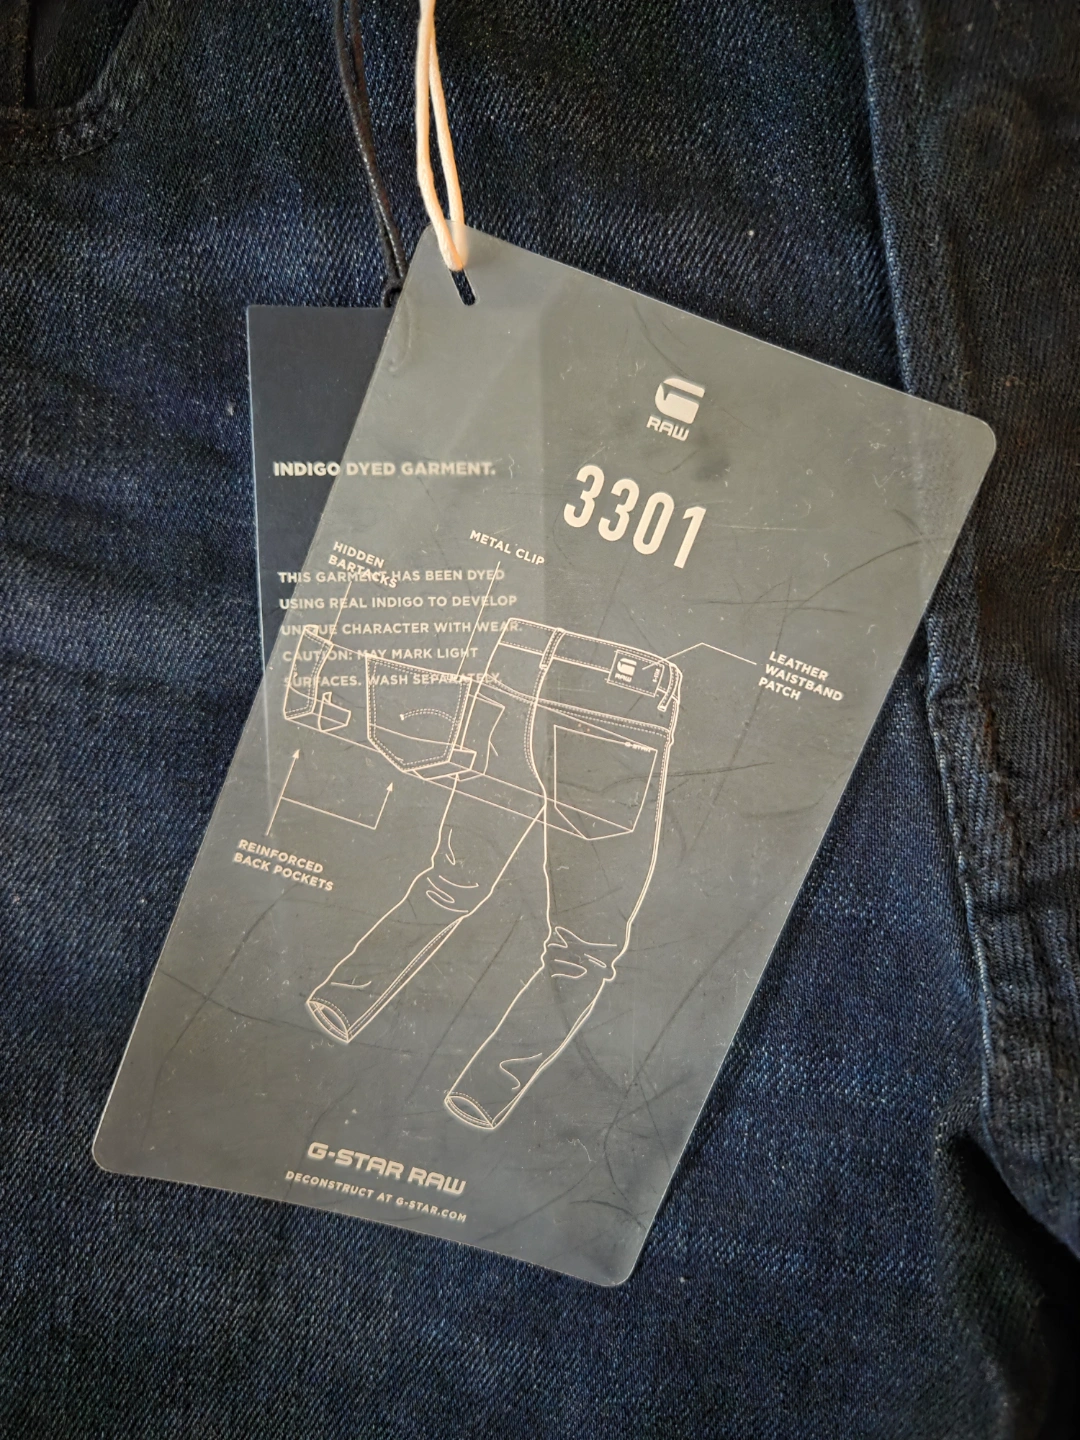 RAW
3301
INDIGO DYED GARMENT.
THIS GARMENT HAS BEEN DYED
USING REAL INDIGO TO DEVELOP
UNIQUE CHARACTER WITH WEAR.
CAUTION: MAY MARK LIGHT
SURFACES. WASH SEPARATELY.
HIDDEN
BARTACKS
METAL CLIP
RAW
LEATHER
WAISTBAND
PATCH
REINFORCED
BACK POCKETS
G-STAR RAW
DECONSTRUCT AT G-STAR.COM